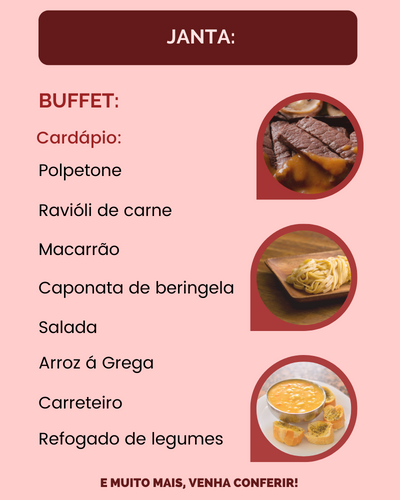 JANTA:
BUFFET:
Cardápio:
Polpetone
Ravióli de carne
Macarrão
Caponata de beringela
Salada
Arroz á Grega
Carreteiro
Refogado de legumes
E MUITO MAIS, VENHA CONFERIR!